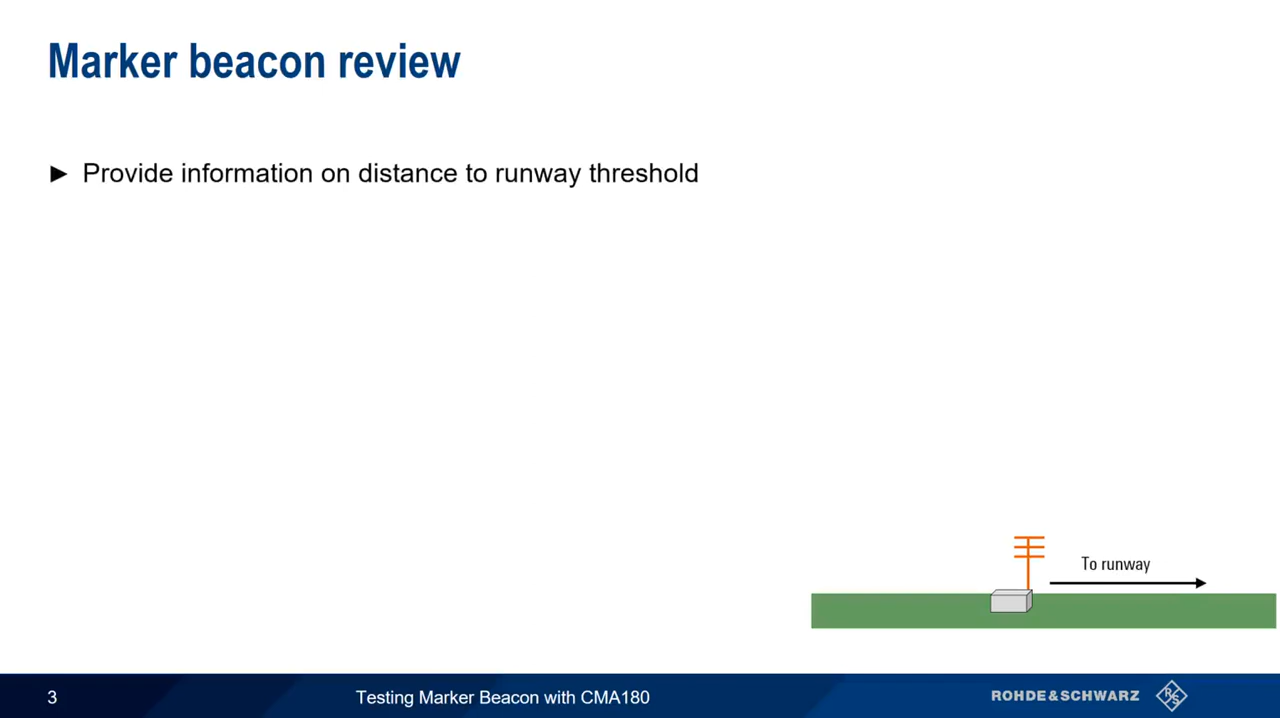 Marker beacon review
► Provide information on distance to runway threshold
To runway
3
Testing Marker Beacon with CMA180
ROHDE&SCHWARZ
R&S